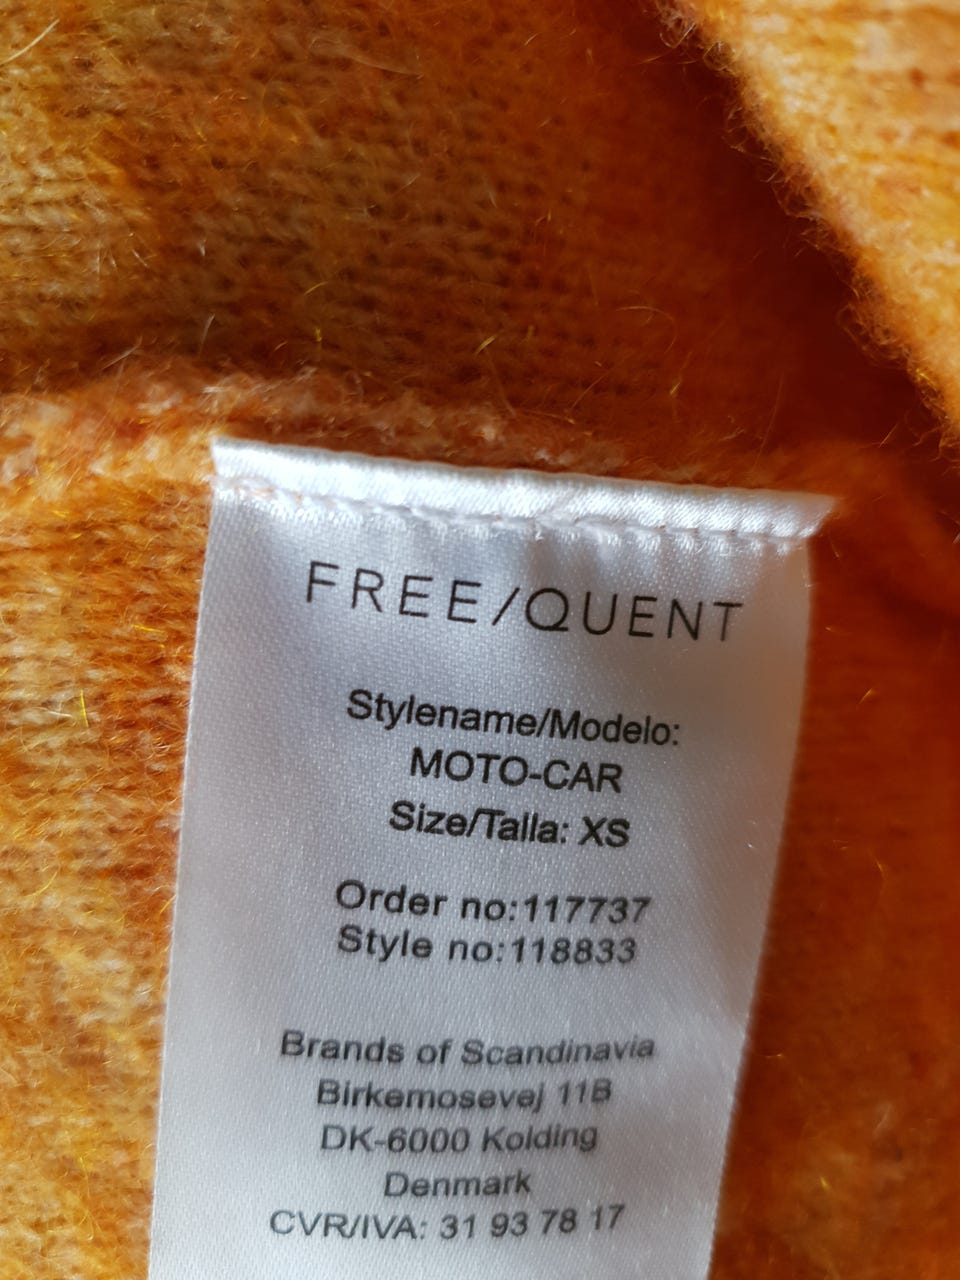 FREE/QUENT
Stylename/Modelo:
MOTO-CAR
Size/Talla: XS
Order no:117737
Style no:118833
Brands of Scandinavia
Birkemosevej 11B
DK-6000 Kolding
Denmark
CVR/IVA: 31 93 78 17